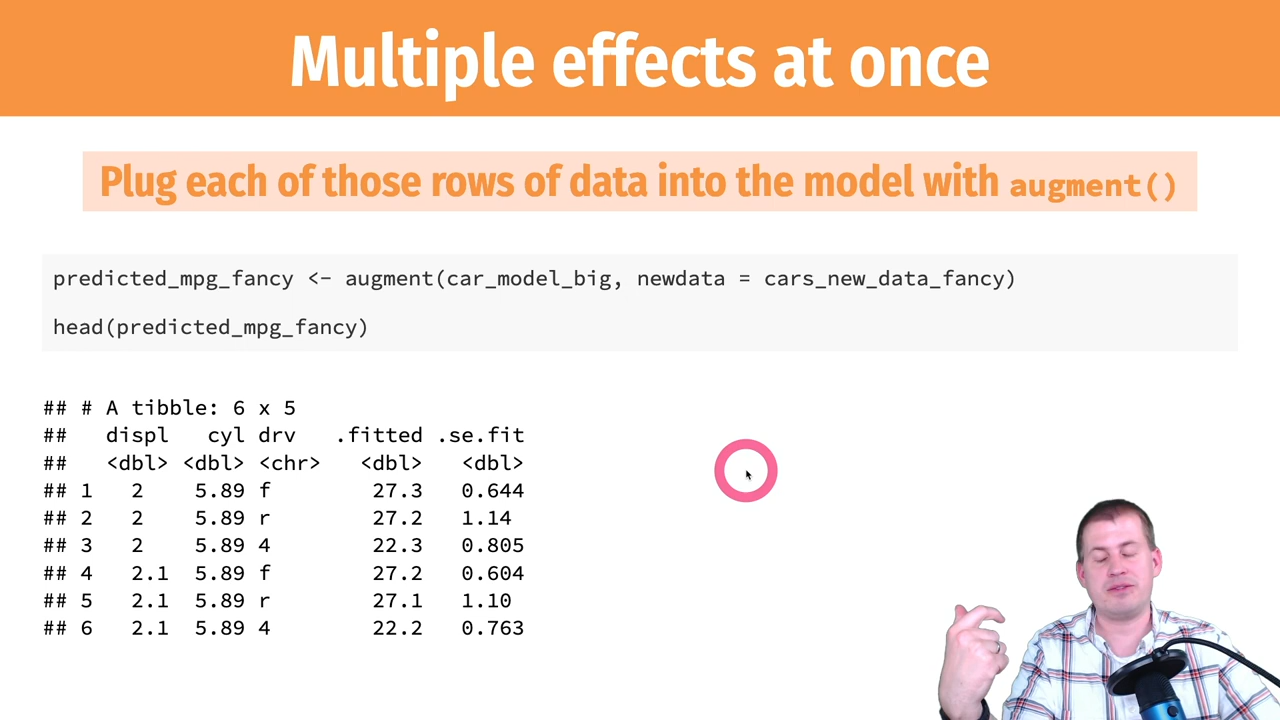 Multiple effects at once
Plug each of those rows of data into the model with augment()
predicted_mpg_fancy <- augment(car_model_big, newdata = cars_new_data_fancy)
head(predicted_mpg_fancy)
## # A tibble: 6 x 5
##   displ   cyl drv   .fitted .se.fit
##   <dbl> <dbl> <chr>   <dbl>   <dbl>
## 1   2    5.89 f        27.3   0.644
## 2   2    5.89 r        27.2   1.14
## 3   2    5.89 4        22.3   0.805
## 4   2.1  5.89 f        27.2   0.604
## 5   2.1  5.89 r        27.1   1.10
## 6   2.1  5.89 4        22.2   0.763